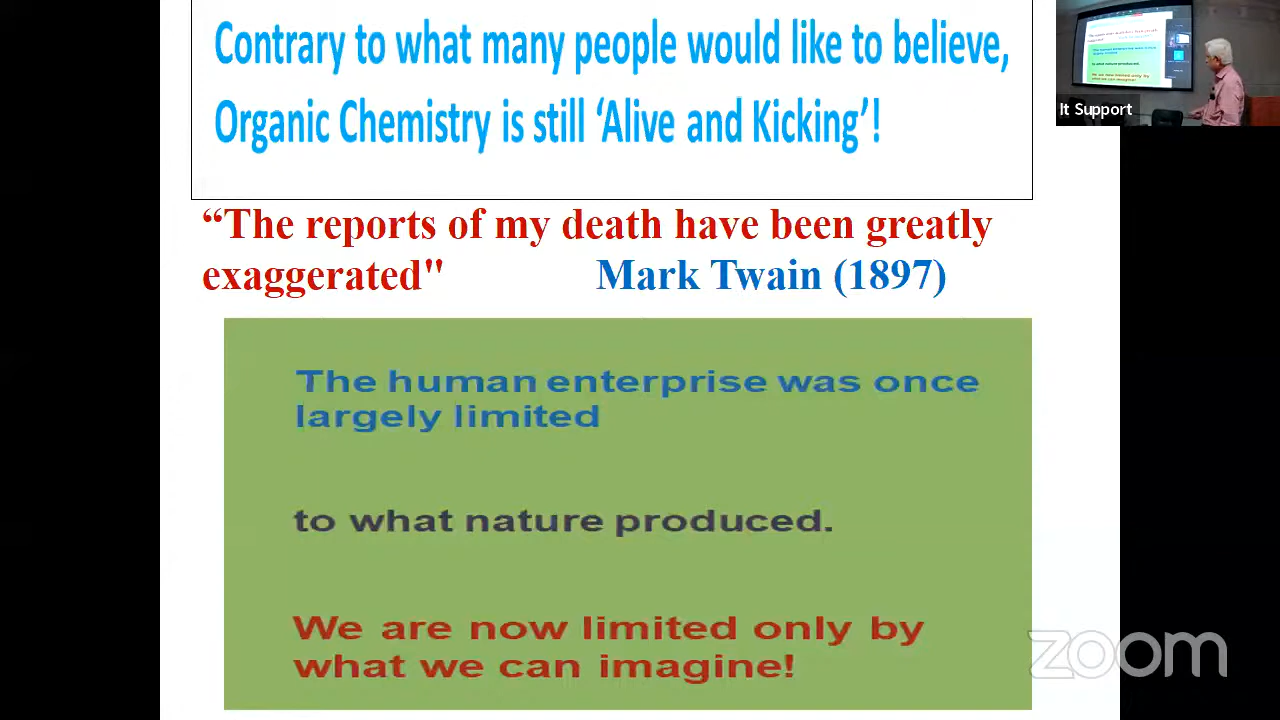 Contrary to what many people would like to believe,
Organic Chemistry is still ‘Alive and Kicking’!
“The reports of my death have been greatly
exaggerated" Mark Twain (1897)
The human enterprise was once
largely limited
to what nature produced.
We are now limited only by
what we can imagine!
It Support
zoom